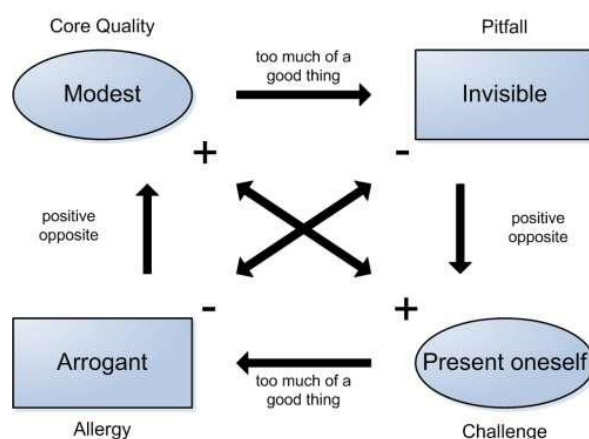 Core Quality
Pitfall
too much of a
good thing
Modest
Invisible
+
-
positive
opposite
positive
opposite
-
+
Arrogant
Present oneself
too much of a
good thing
Allergy
Challenge